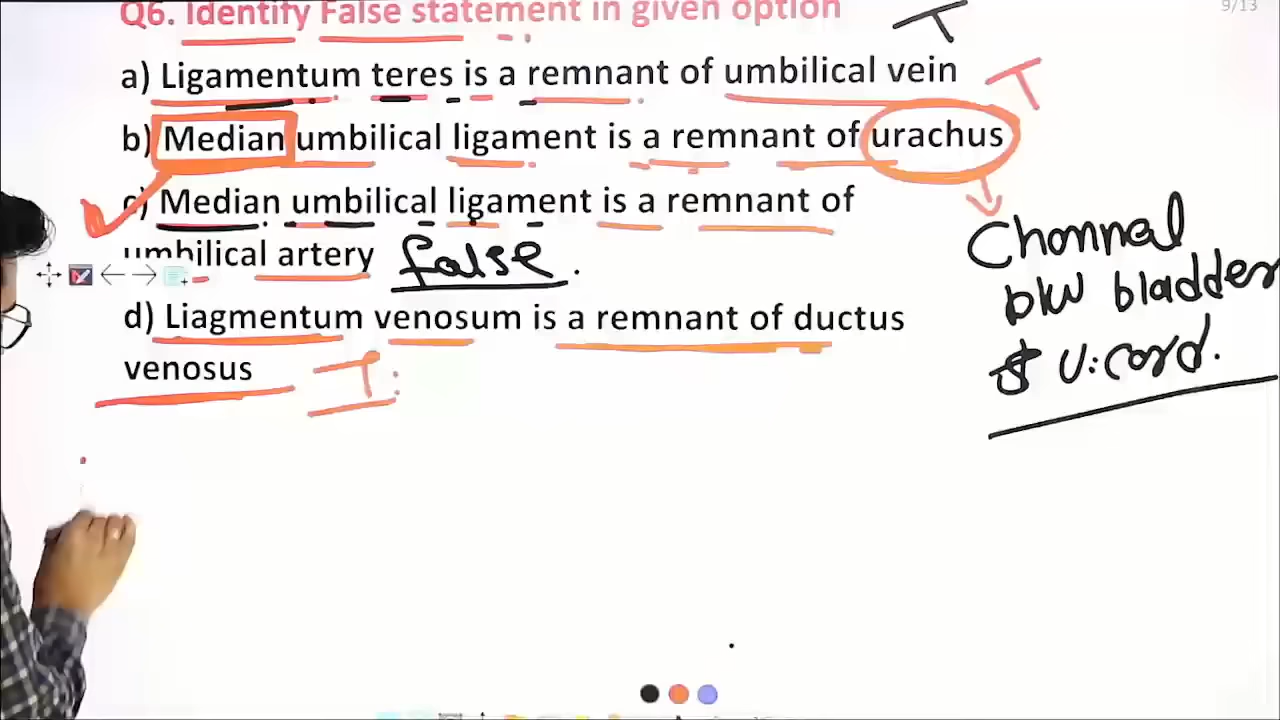 Q6. Identify False statement in given option
9/13
T
a) Ligamentum teres is a remnant of umbilical vein
T
b) Median umbilical ligament is a remnant of urachus
c) Median umbilical ligament is a remnant of
umbilical artery false.
Channel
b/w bladder
& U.cord.
d) Liagmentum venosum is a remnant of ductus
venosus T: